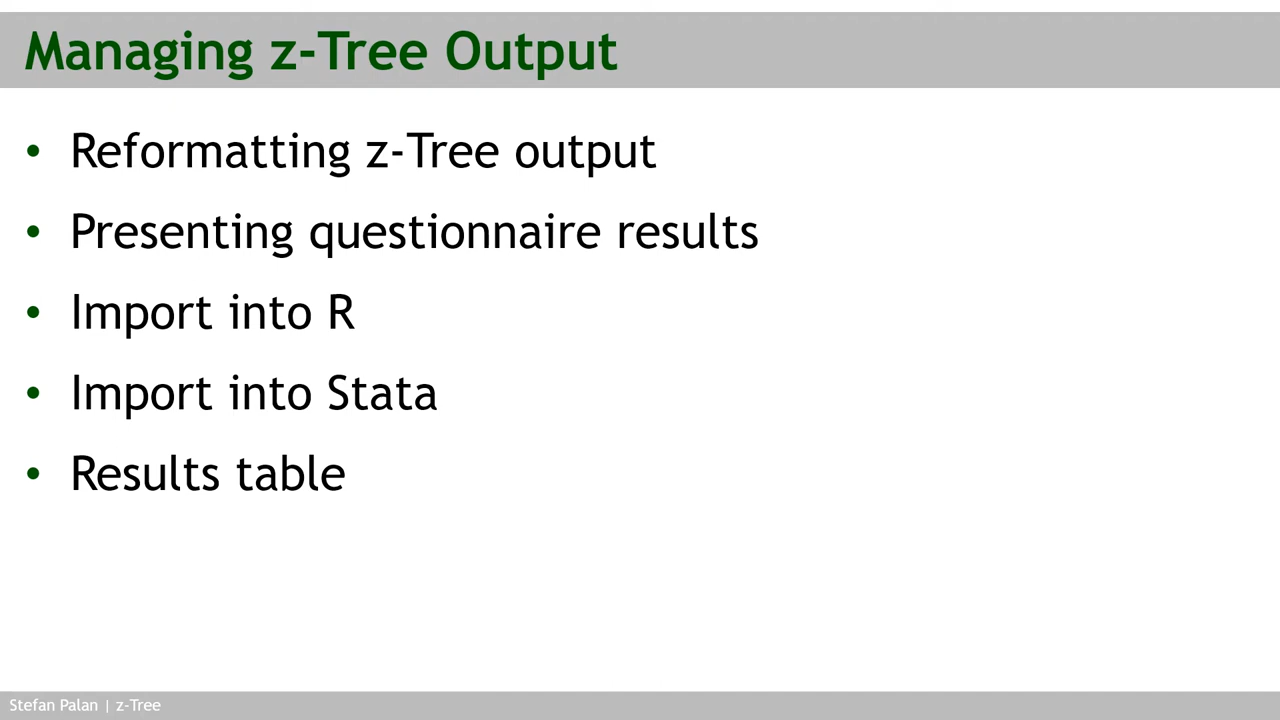 Managing z-Tree Output
• Reformatting z-Tree output
• Presenting questionnaire results
• Import into R
• Import into Stata
• Results table
Stefan Palan | z-Tree